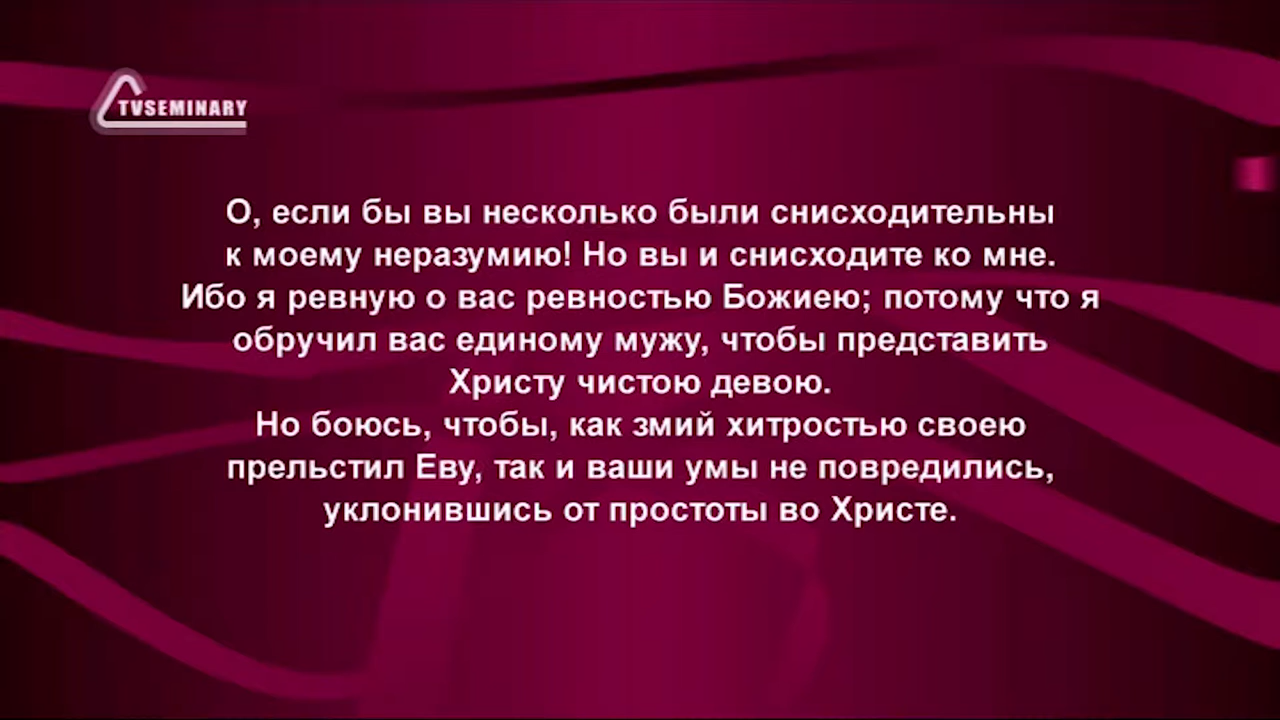 TVSEMINARY
О, если бы вы несколько были снисходительны
к моему неразумию! Но вы и снисходите ко мне.
Ибо я ревную о вас ревностью Божиею; потому что я
обручил вас единому мужу, чтобы представить
Христу чистою девою.
Но боюсь, чтобы, как змий хитростью своею
прельстил Еву, так и ваши умы не повредились,
уклонившись от простоты во Христе.